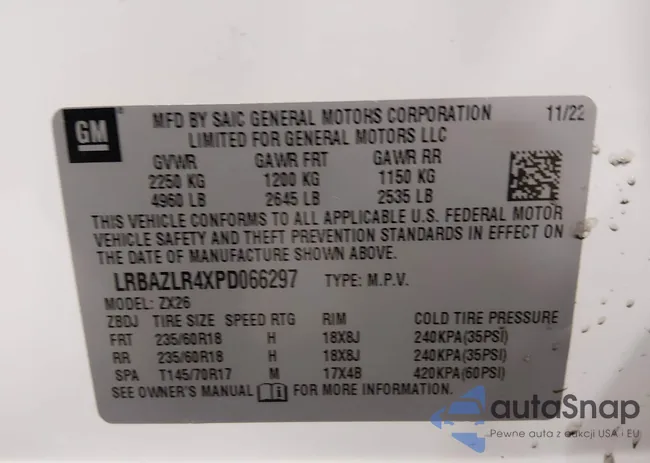 GM
MFD BY SAIC GENERAL MOTORS CORPORATION 11/22
LIMITED FOR GENERAL MOTORS LLC
GVWR GAWR FRT GAWR RR
2250 KG 1200 KG 1150 KG
4960 LB 2645 LB 2535 LB
THIS VEHICLE CONFORMS TO ALL APPLICABLE U.S. FEDERAL MOTOR
VEHICLE SAFETY AND THEFT PREVENTION STANDARDS IN EFFECT ON
THE DATE OF MANUFACTURE SHOWN ABOVE.
LRBAZLR4XPD066297 TYPE: M.P.V.
MODEL: ZX26
ZBDJ TIRE SIZE SPEED RTG RIM COLD TIRE PRESSURE
FRT 235/60R18 H 18X8J 240KPA(35PSI)
RR 235/60R18 H 18X8J 240KPA(35PSI)
SPA T145/70R17 M 17X4B 420KPA(60PSI)
SEE OWNER'S MANUAL FOR MORE INFORMATION.
autoSnap
Pewne auta z aukcji USA i EU